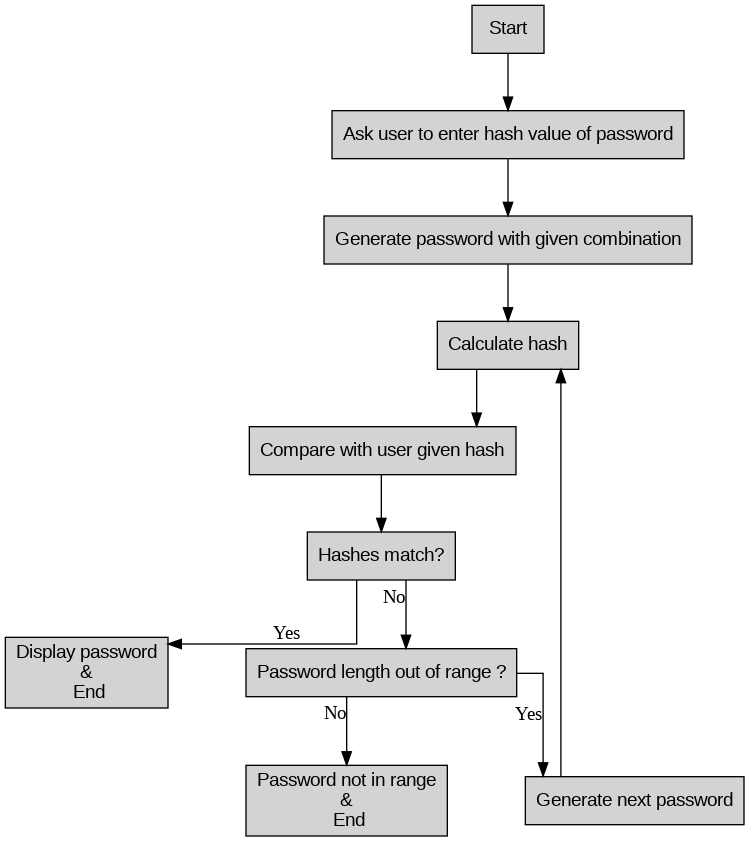 Start
Ask user to enter hash value of password
Generate password with given combination
Calculate hash
Compare with user given hash
Hashes match?
No
Yes
Display password
&
End
Password length out of range ?
No
Yes
Password not in range
&
End
Generate next password